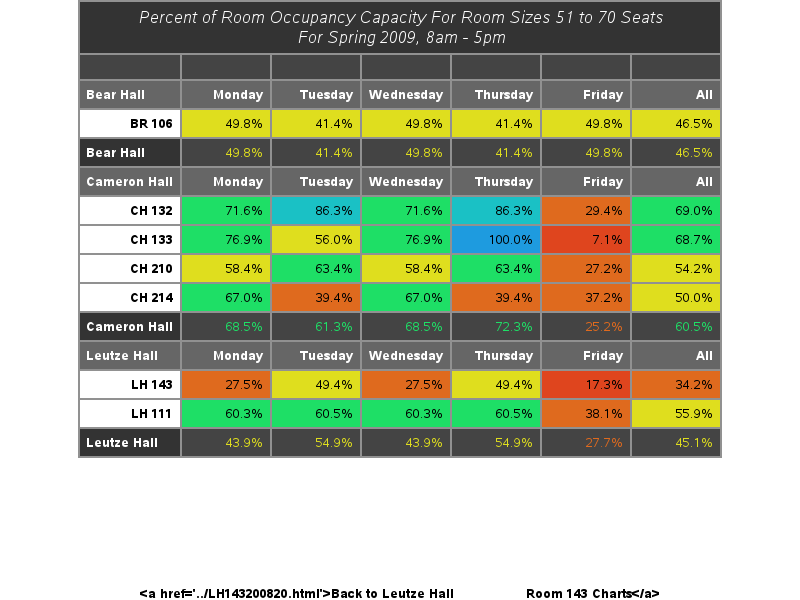 Percent of Room Occupancy Capacity For Room Sizes 51 to 70 Seats
For Spring 2009, 8am - 5pm
Bear Hall Monday Tuesday Wednesday Thursday Friday All
BR 106 49.8% 41.4% 49.8% 41.4% 49.8% 46.5%
Bear Hall 49.8% 41.4% 49.8% 41.4% 49.8% 46.5%
Cameron Hall Monday Tuesday Wednesday Thursday Friday All
CH 132 71.6% 86.3% 71.6% 86.3% 29.4% 69.0%
CH 133 76.9% 56.0% 76.9% 100.0% 7.1% 68.7%
CH 210 58.4% 63.4% 58.4% 63.4% 27.2% 54.2%
CH 214 67.0% 39.4% 67.0% 39.4% 37.2% 50.0%
Cameron Hall 68.5% 61.3% 68.5% 72.3% 25.2% 60.5%
Leutze Hall Monday Tuesday Wednesday Thursday Friday All
LH 143 27.5% 49.4% 27.5% 49.4% 17.3% 34.2%
LH 111 60.3% 60.5% 60.3% 60.5% 38.1% 55.9%
Leutze Hall 43.9% 54.9% 43.9% 54.9% 27.7% 45.1%
<a href='../LH143200820.html'>Back to Leutze Hall Room 143 Charts</a>